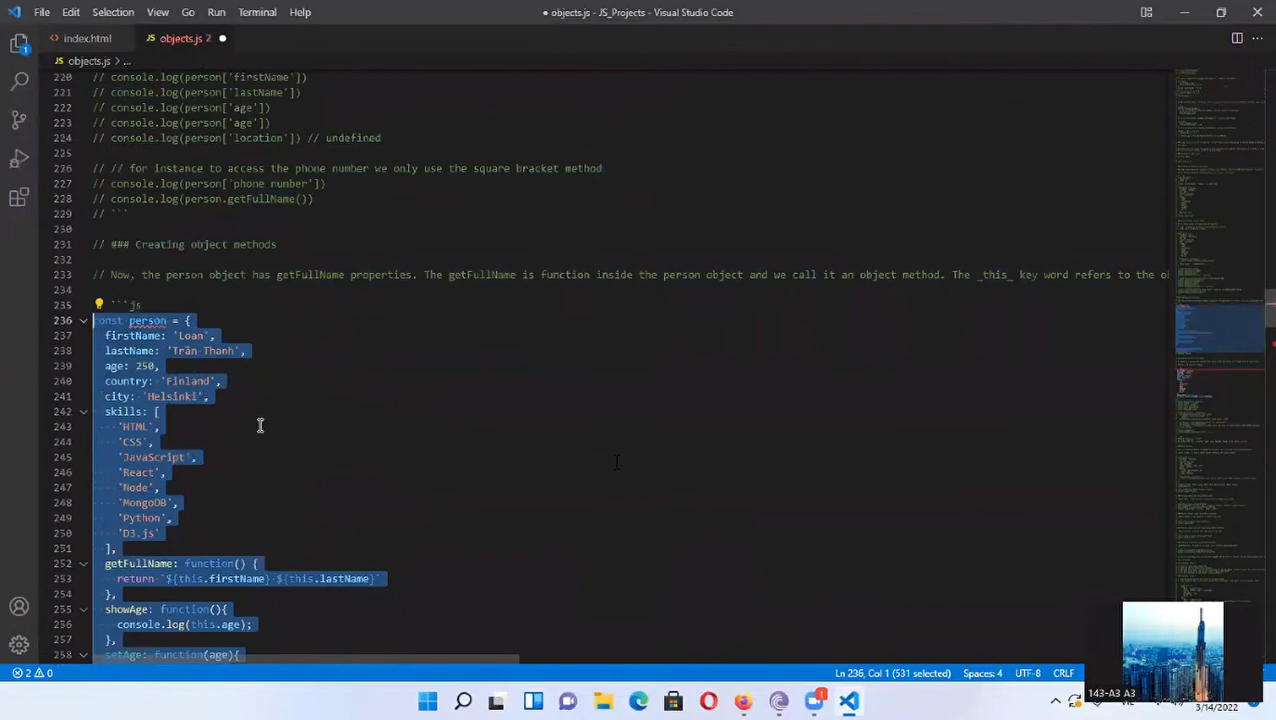 File Edit Selection View Go Run Terminal Help
● objects.js - JS_Projects - Visual Studio Code
index.html
objects.js 2
objects.js > ...
220 // console.log(person['firstName'])
221 // console.log(person['lastName'])
222 // console.log(person['age'])
223 // console.log(person['age'])
224 // console.log(person['location']) // undefined
225
226 // // for instance to access the phone number we only use the square bracket method
227 // console.log(person['phone number'])
228 // console.log(person.getFullName())
229 // ```
230
231 // ### Creating object methods
232
233 // Now, the person object has getFullName properties. The getFullName is function inside the person object and we call it an object method. The _this_ key word refers to the ob
234
235 // ```js
236 const person = {
237 firstName: 'Loan',
238 lastName: 'Trần Thanh',
239 age: 250,
240 country: 'Finland',
241 city: 'Helsinki',
242 skills: [
243 'HTML',
244 'CSS',
245 'JavaScript',
246 'React',
247 'Node',
248 'MongoDB',
249 'Python',
250 'D3.js'
251 ],
252 getFullName: function() {
253 return `${this.firstName} ${this.lastName}`
254 },
255 showAge: function(){
256 console.log(this.age);
257 },
258 setAge: function(age){
2 0
Ln 236, Col 1 (531 selected)
Spaces: 4
UTF-8
CRLF
143-A3 A3
3/14/2022